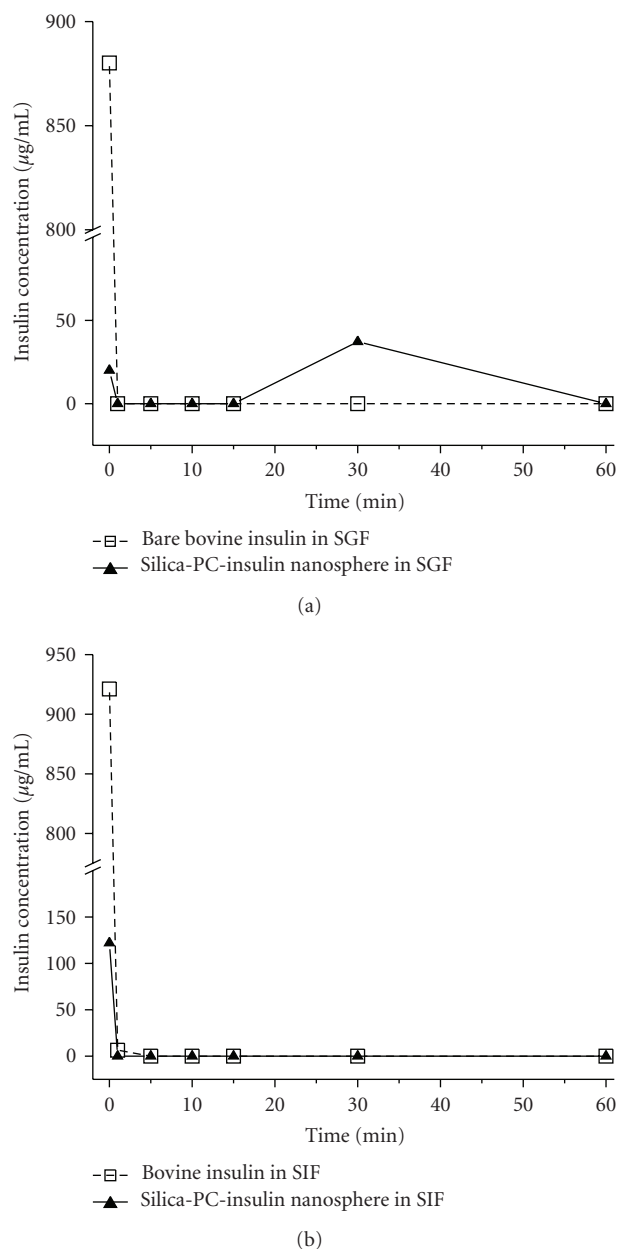 900
850
800
50
0
Insulin concentration (µg/mL)
0 10 20 30 40 50 60
Time (min)
Bare bovine insulin in SGF
Silica-PC-insulin nanosphere in SGF
(a)
950
900
850
800
150
100
50
0
Insulin concentration (µg/mL)
0 10 20 30 40 50 60
Time (min)
Bovine insulin in SIF
Silica-PC-insulin nanosphere in SIF
(b)